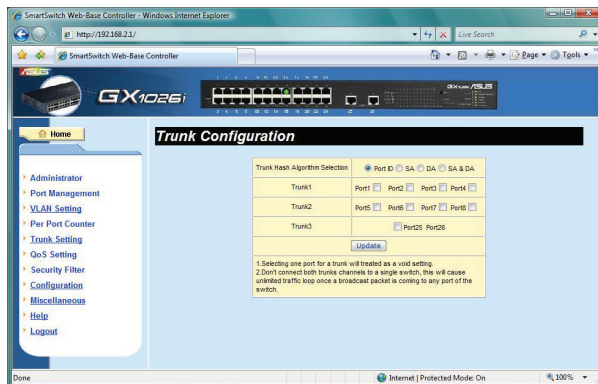 SmartSwitch Web-Base Controller - Windows Internet Explorer
http://192.168.2.1/
Live Search
SmartSwitch Web-Base Controller
Page
Tools
ASUS
GX1026i
ASUS
Home
Trunk Configuration
Administrator
Port Management
VLAN Setting
Per Port Counter
Trunk Setting
QoS Setting
Security Filter
Configuration
Miscellaneous
Help
Logout
Trunk Hash Algorithm Selection Port ID SA DA SA & DA
Trunk1 Port1 Port2 Port3 Port4
Trunk2 Port5 Port6 Port7 Port8
Trunk3 Port25 Port26
Update
1.Selecting one port for a trunk will treated as a void setting.
2.Don't connect both trunks channels to a single switch, this will cause
unlimited traffic loop once a broadcast packet is coming to any port of the
switch.
Done
Internet | Protected Mode: On
100%